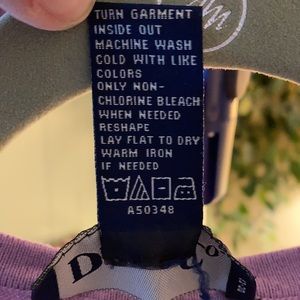 TURN GARMENT
INSIDE OUT
MACHINE WASH
COLD WITH LIKE
COLORS
ONLY NON-
CHLORINE BLEACH
WHEN NEEDED
RESHAPE
LAY FLAT TO DRY
WARM IRON
IF NEEDED
A50348